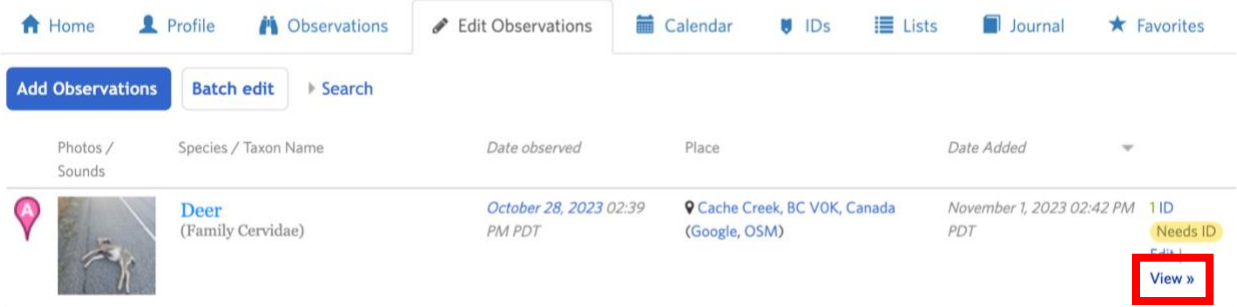 Home Profile Observations Edit Observations Calendar IDs Lists Journal Favorites
Add Observations Batch edit Search
Photos / Sounds Species / Taxon Name Date observed Place Date Added
A
Deer
(Family Cervidae)
October 28, 2023 02:39
PM PDT
Cache Creek, BC V0K, Canada
(Google, OSM)
November 1, 2023 02:42 PM
PDT
1 ID
Needs ID
Edit |
View »